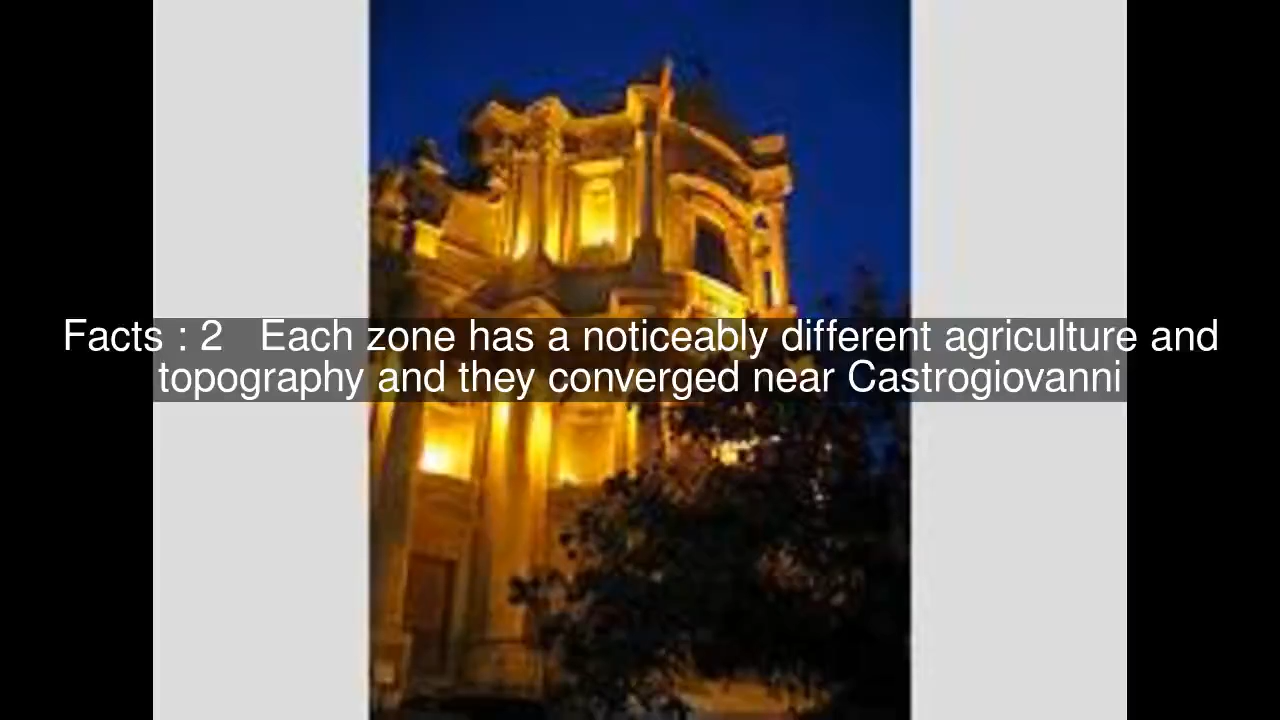 Facts : 2   Each zone has a noticeably different agriculture and
topography and they converged near Castrogiovanni